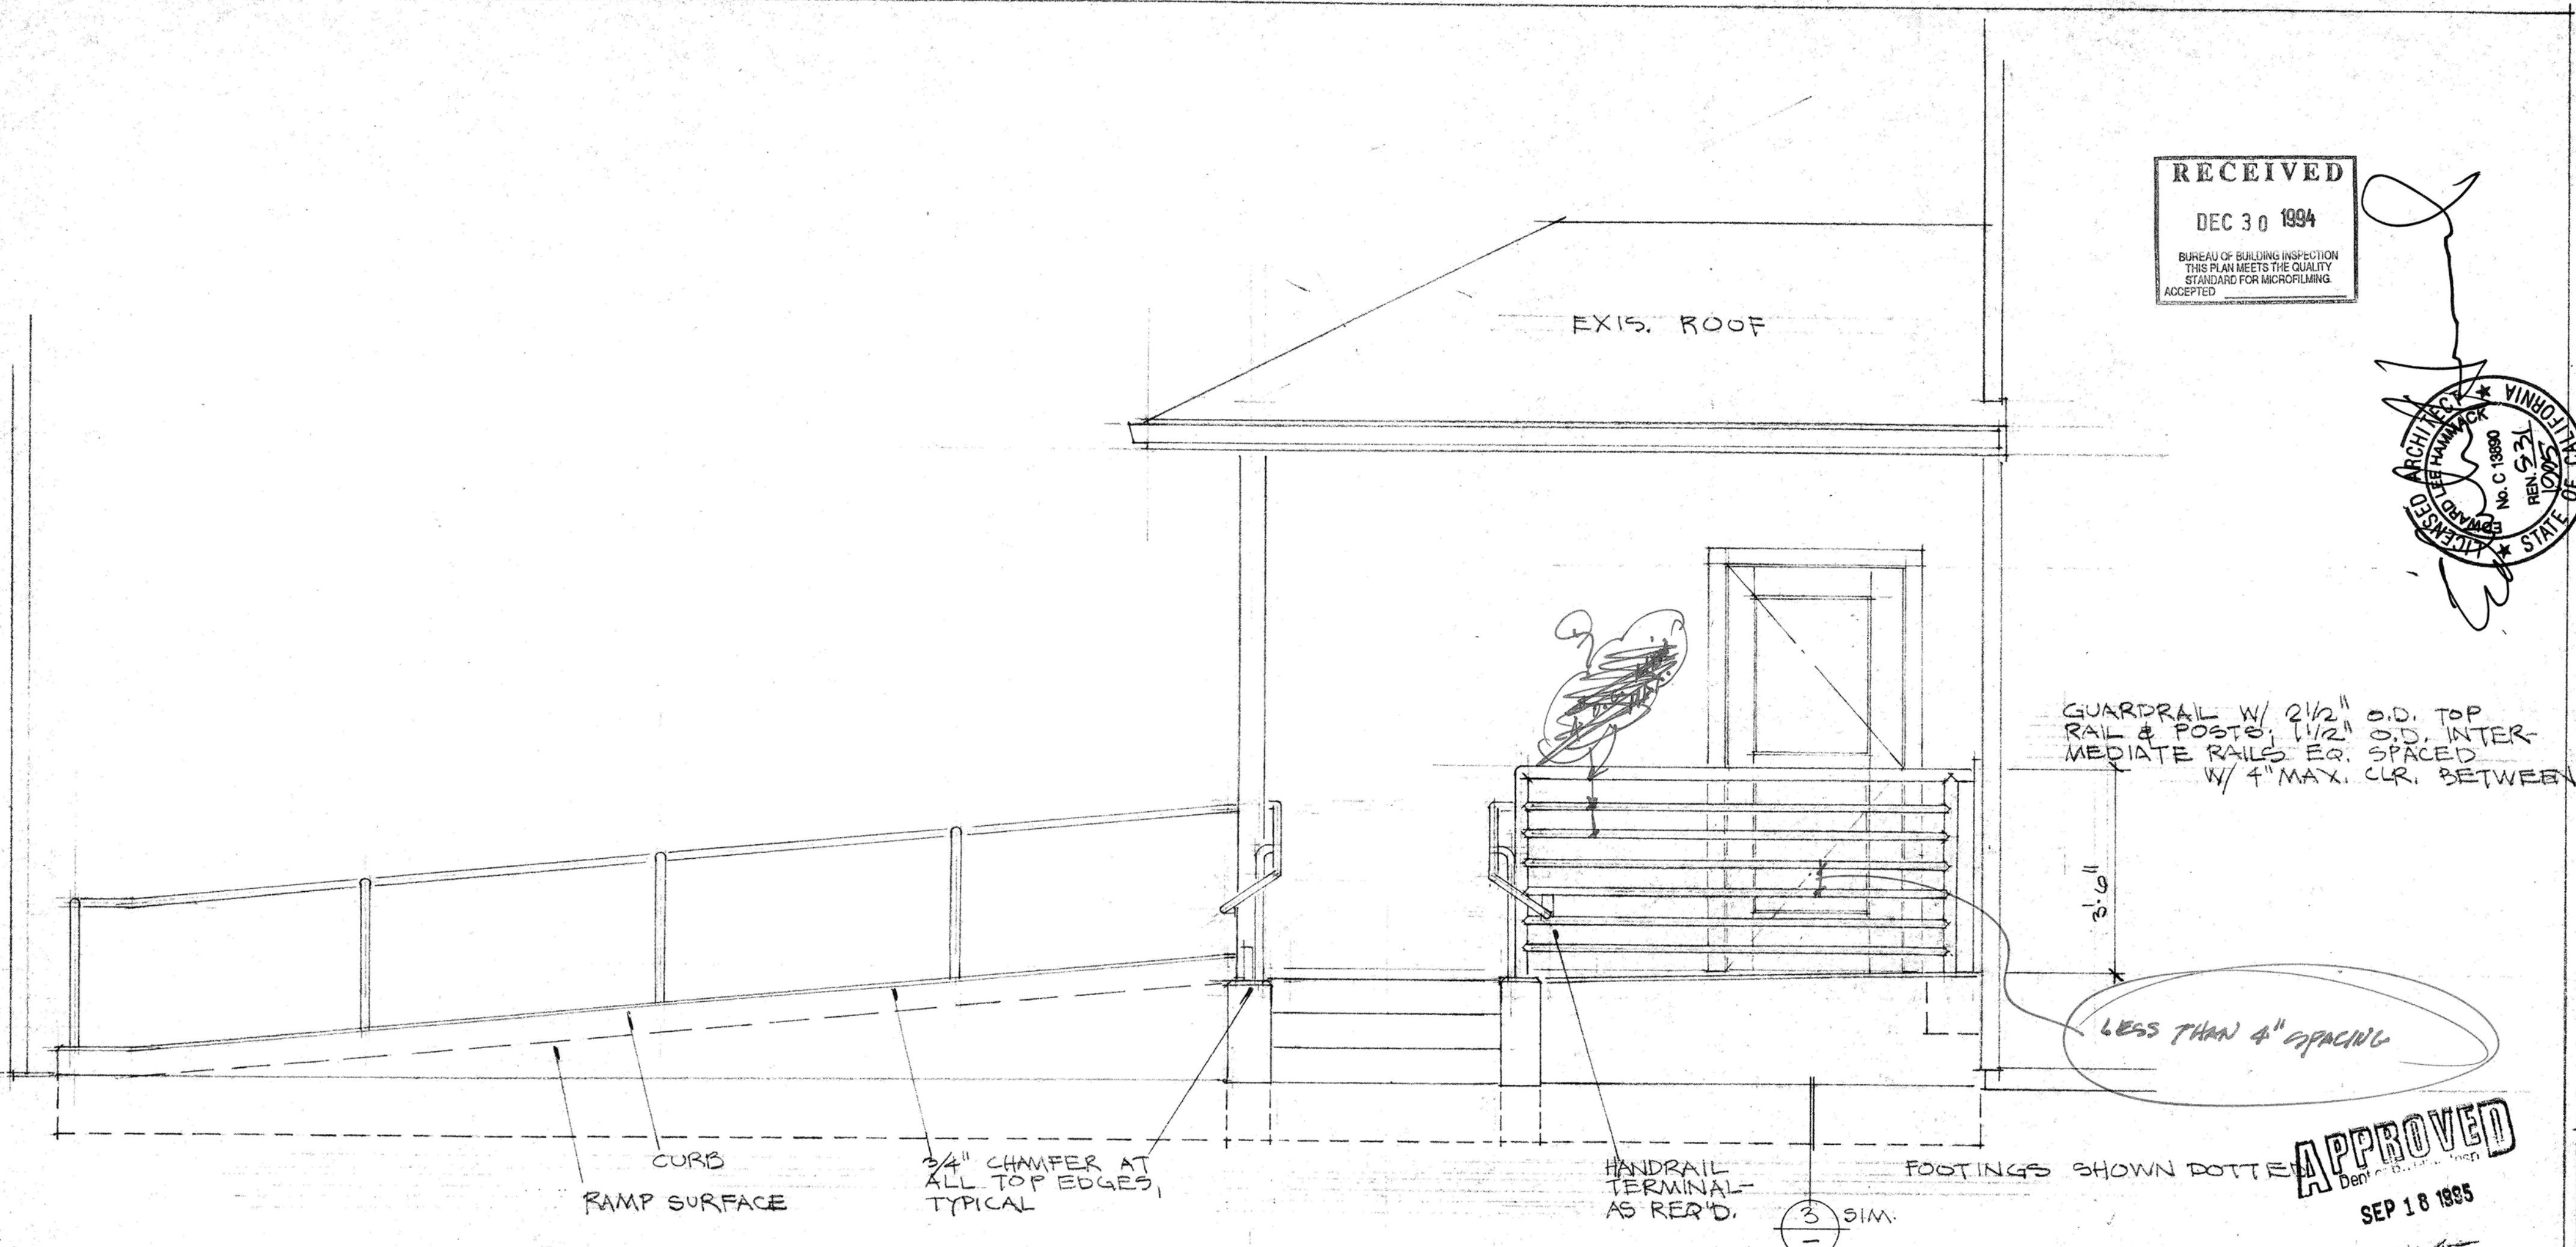 RECEIVED
DEC 30 1994
BUREAU OF BUILDING INSPECTION
THIS PLAN MEETS THE QUALITY
STANDARD FOR MICROFILMING.
ACCEPTED
LICENSED ARCHITECT
EDWARD LEE HAMMACK
No. C 13890
REN. 5-31
1995
STATE OF CALIFORNIA
EXIS. ROOF
GUARDRAIL W/ 2 1/2" O.D. TOP
RAIL & POSTS; 1 1/2" O.D. INTER-
MEDIATE RAILS EQ. SPACED
W/ 4" MAX. CLR. BETWEEN
3'-6"
LESS THAN 4" SPACING
CURB
RAMP SURFACE
3/4" CHAMFER AT
ALL TOP EDGES,
TYPICAL
HANDRAIL
TERMINAL-
AS REQ'D.
3 SIM.
–
FOOTINGS SHOWN DOTTED
APPROVED
SEP 18 1995